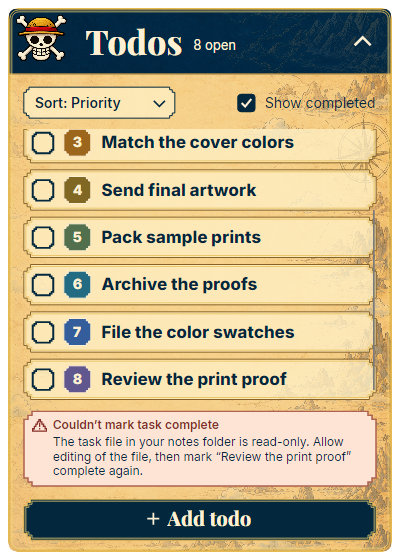 Todos 8 open
Sort: Priority
Show completed
3 Match the cover colors
4 Send final artwork
5 Pack sample prints
6 Archive the proofs
7 File the color swatches
8 Review the print proof
Couldn’t mark task complete
The task file in your notes folder is read-only. Allow
editing of the file, then mark “Review the print proof”
complete again.
+ Add todo